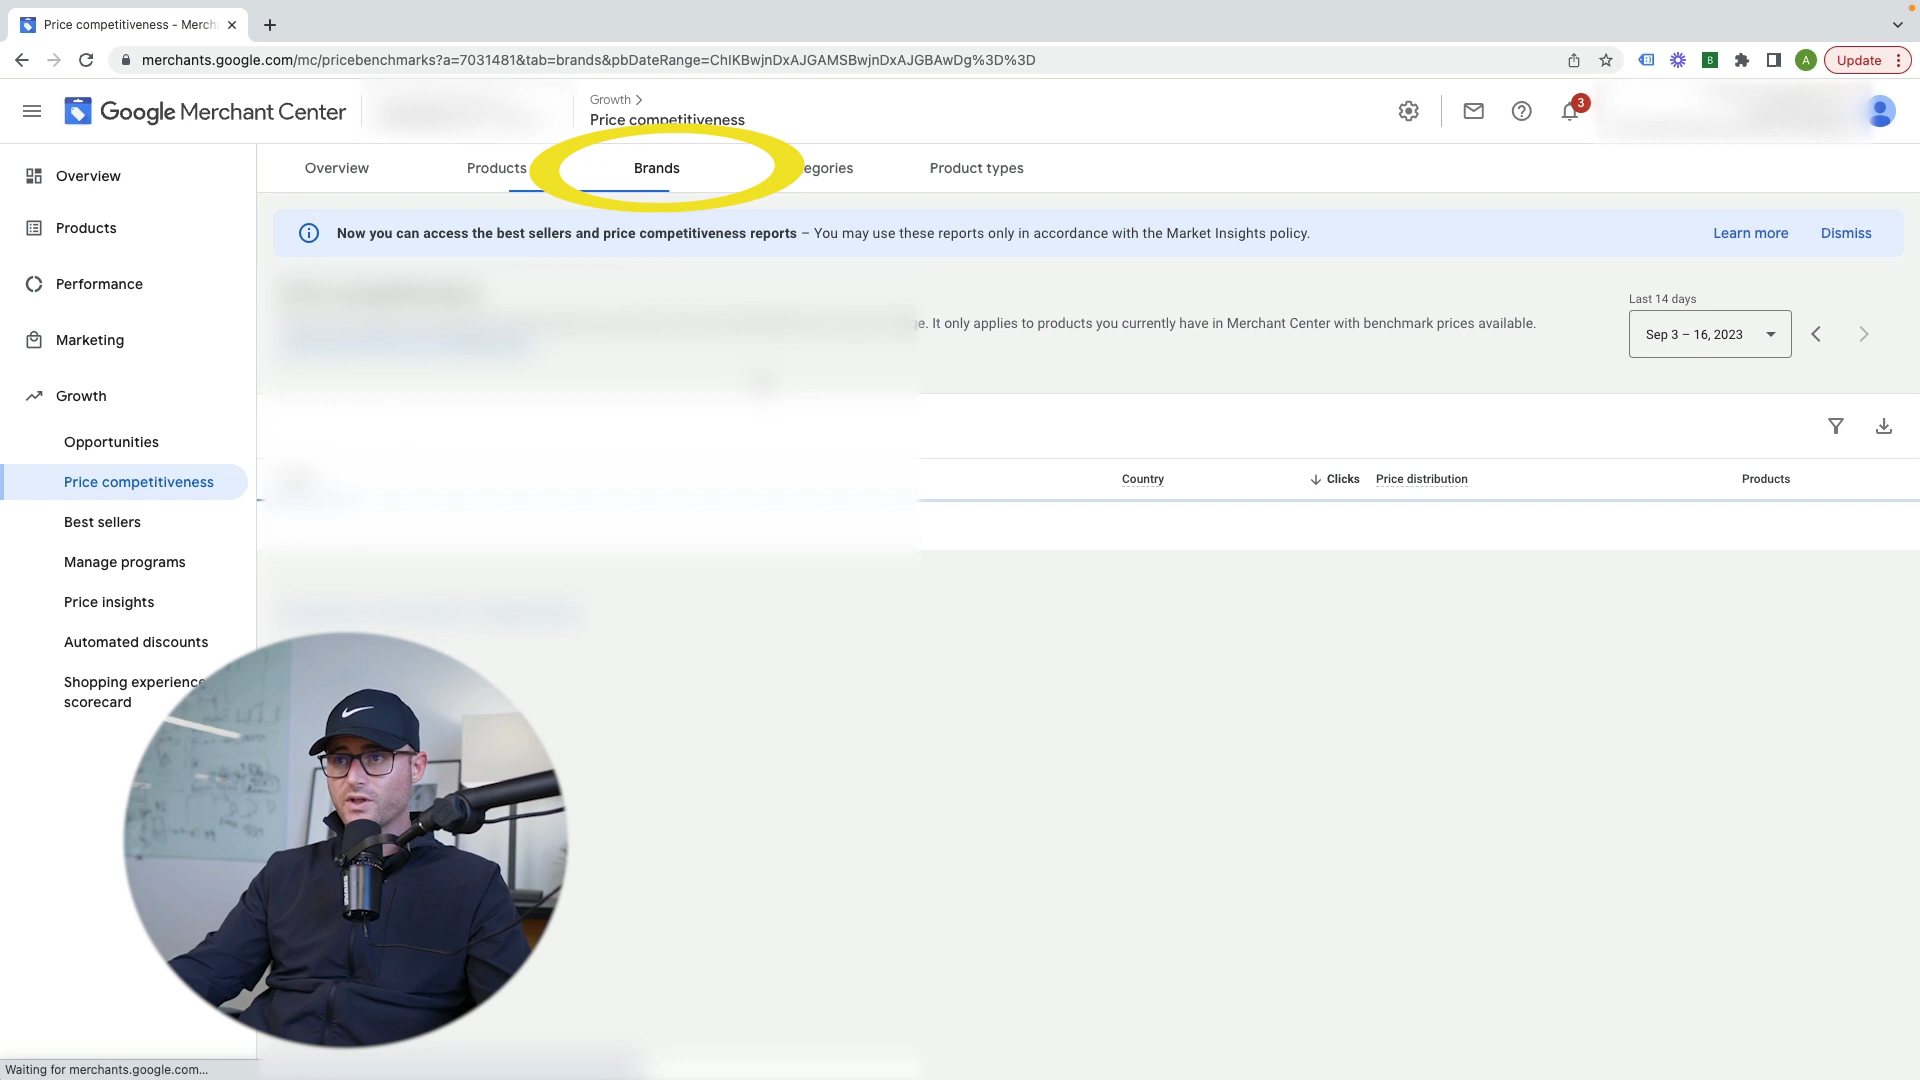 Price competitiveness - Merch
merchants.google.com/mc/pricebenchmarks?a=7031481&tab=brands&pbDateRange=ChIKBwjnDxAJGAMSBwjnDxAJGBAwDg%3D%3D
B
A
Update
Google Merchant Center
Growth
Price competitiveness
3
Overview
Products
Brands
egories
Product types
Overview
Products
Performance
Marketing
Growth
Opportunities
Price competitiveness
Best sellers
Manage programs
Price insights
Automated discounts
Shopping experience
scorecard
Now you can access the best sellers and price competitiveness reports – You may use these reports only in accordance with the Market Insights policy.
Learn more
Dismiss
e. It only applies to products you currently have in Merchant Center with benchmark prices available.
Last 14 days
Sep 3 – 16, 2023
Country
Clicks
Price distribution
Products
Waiting for merchants.google.com...